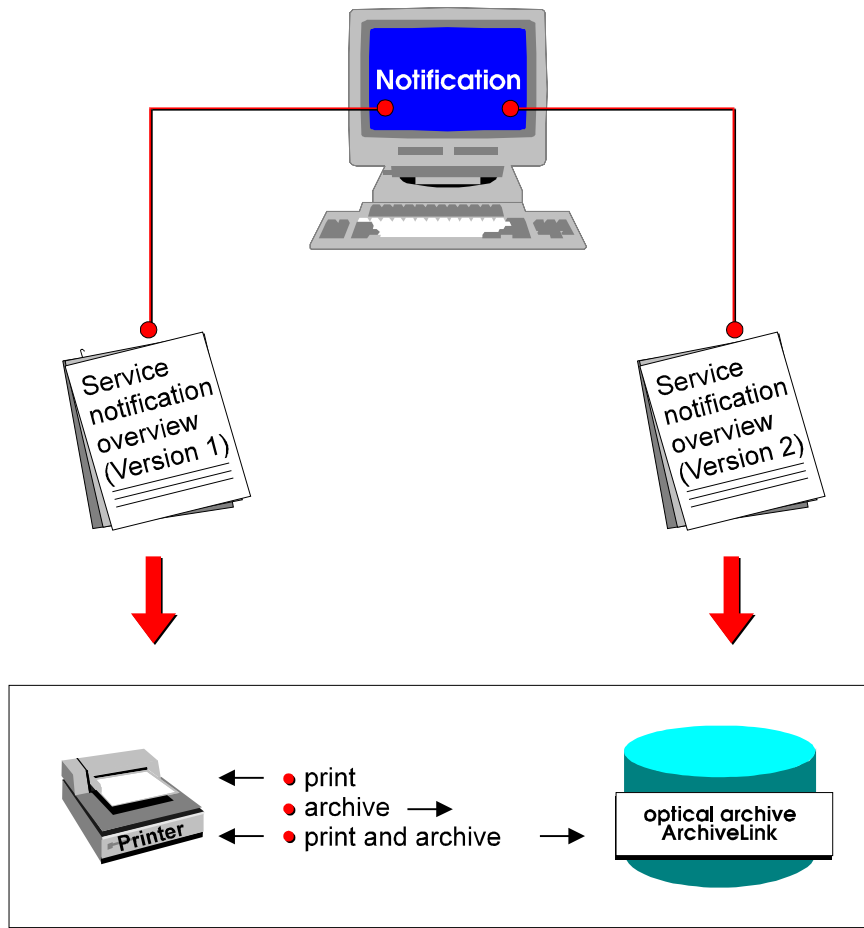 Notification
Service
notification
overview
(Version 1)
Service
notification
overview
(Version 2)
print
archive
print and archive
Printer
optical archive
ArchiveLink